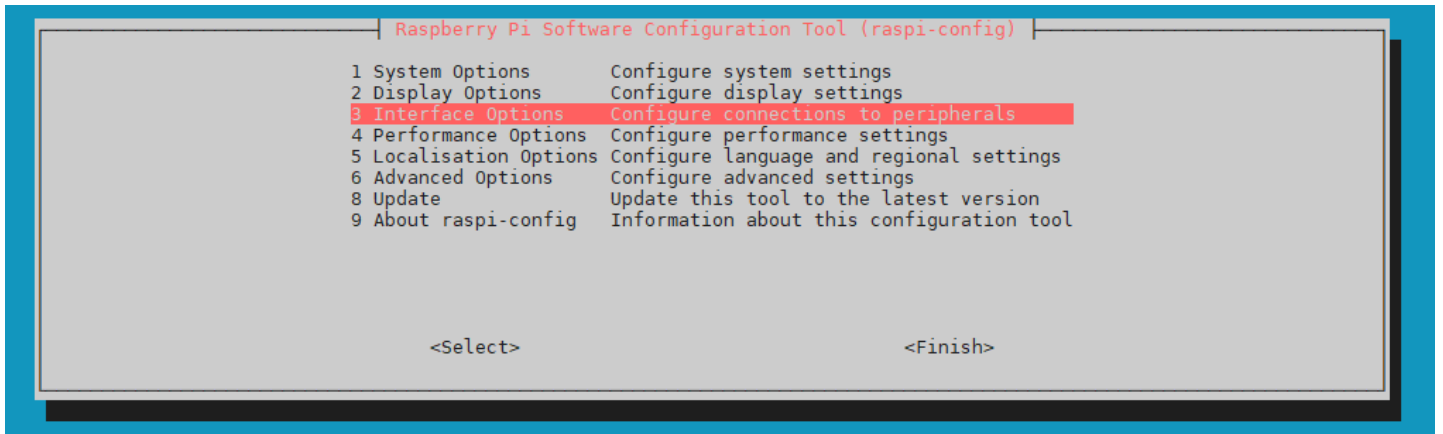 Raspberry Pi Software Configuration Tool (raspi-config)
1 System Options Configure system settings
2 Display Options Configure display settings
3 Interface Options Configure connections to peripherals
4 Performance Options Configure performance settings
5 Localisation Options Configure language and regional settings
6 Advanced Options Configure advanced settings
8 Update Update this tool to the latest version
9 About raspi-config Information about this configuration tool
<Select> <Finish>